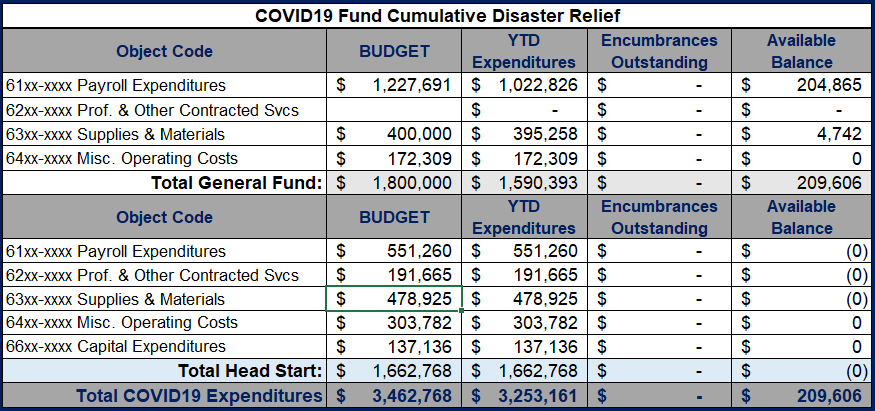 COVID19 Fund Cumulative Disaster Relief
Object Code BUDGET YTD Expenditures Encumbrances Outstanding Available Balance
61xx-xxxx Payroll Expenditures $ 1,227,691 $ 1,022,826 $ - $ 204,865
62xx-xxxx Prof. & Other Contracted Svcs $ - $ - $ -
63xx-xxxx Supplies & Materials $ 400,000 $ 395,258 $ - $ 4,742
64xx-xxxx Misc. Operating Costs $ 172,309 $ 172,309 $ - $ 0
Total General Fund: $ 1,800,000 $ 1,590,393 $ - $ 209,606
Object Code BUDGET YTD Expenditures Encumbrances Outstanding Available Balance
61xx-xxxx Payroll Expenditures $ 551,260 $ 551,260 $ - $ (0)
62xx-xxxx Prof. & Other Contracted Svcs $ 191,665 $ 191,665 $ - $ (0)
63xx-xxxx Supplies & Materials $ 478,925 $ 478,925 $ - $ (0)
64xx-xxxx Misc. Operating Costs $ 303,782 $ 303,782 $ - $ 0
66xx-xxxx Capital Expenditures $ 137,136 $ 137,136 $ - $ 0
Total Head Start: $ 1,662,768 $ 1,662,768 $ - $ (0)
Total COVID19 Expenditures $ 3,462,768 $ 3,253,161 $ - $ 209,606